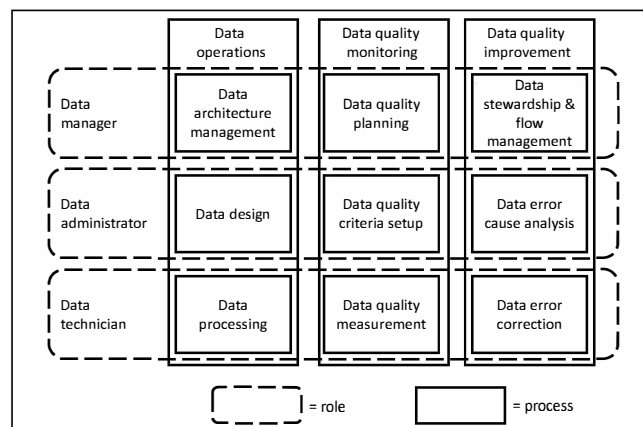 Data
operations
Data quality
monitoring
Data quality
improvement
Data
manager
Data
architecture
management
Data quality
planning
Data
stewardship &
flow
management
Data
administrator
Data design
Data quality
criteria setup
Data error
cause analysis
Data
technician
Data
processing
Data quality
measurement
Data error
correction
= role
= process